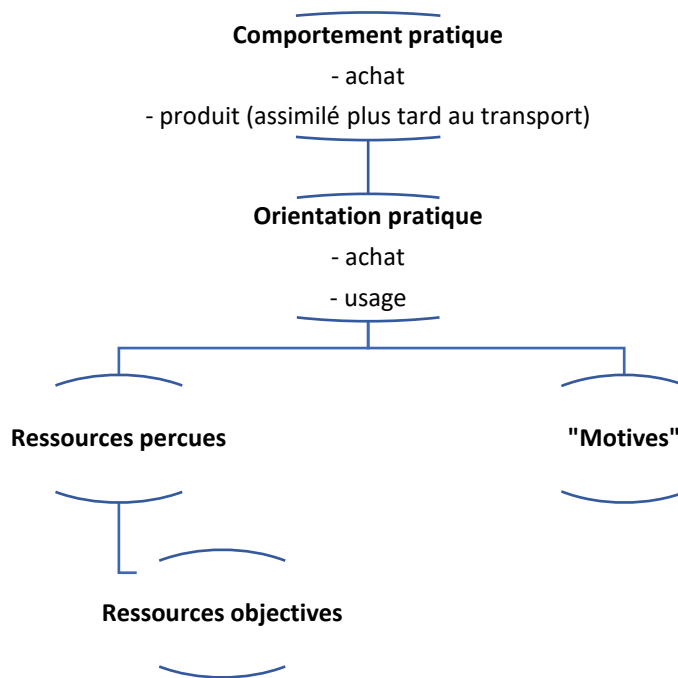 Comportement pratique
- achat
- produit (assimilé plus tard au transport)
Orientation pratique
- achat
- usage
Ressources percues
"Motives"
Ressources objectives